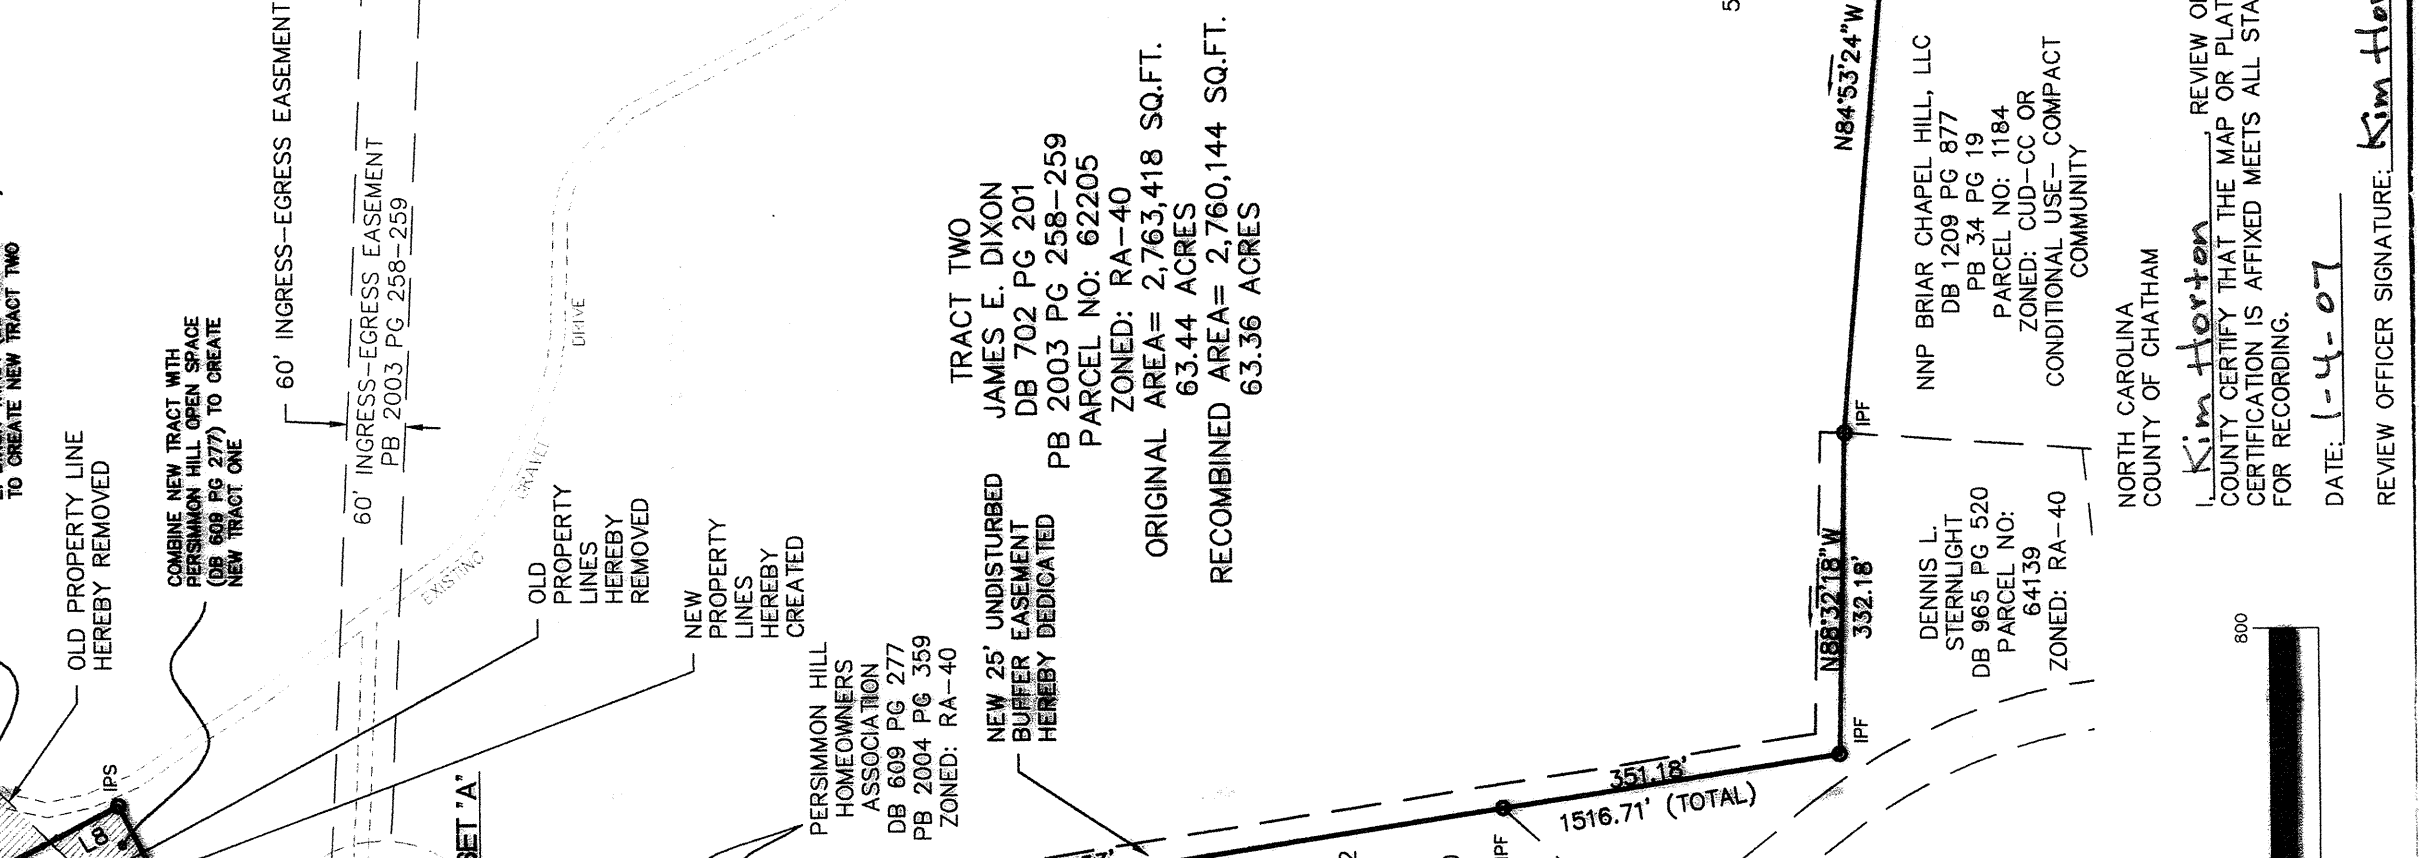 TO CREATE NEW TRACT TWO
OLD PROPERTY LINE
HEREBY REMOVED
COMBINE NEW TRACT WITH
PERSIMMON HILL OPEN SPACE
(DB 609 PG 277) TO CREATE
NEW TRACT ONE
60' INGRESS-EGRESS EASEMENT
60' INGRESS-EGRESS EASEMENT
PB 2003 PG 258-259
EXISTING
GRAVEL
DRIVE
IPS
L8
OLD
PROPERTY
LINES
HEREBY
REMOVED
NEW
PROPERTY
LINES
HEREBY
CREATED
PERSIMMON HILL
HOMEOWNERS
ASSOCIATION
DB 609 PG 277
PB 2004 PG 359
ZONED: RA-40
TRACT TWO
JAMES E. DIXON
DB 702 PG 201
PB 2003 PG 258-259
PARCEL NO: 62205
ZONED: RA-40
ORIGINAL AREA= 2,763,418 SQ.FT.
63.44 ACRES
RECOMBINED AREA= 2,760,144 SQ.FT.
63.36 ACRES
NEW 25' UNDISTURBED
BUFFER EASEMENT
HEREBY DEDICATED
351.18'
1516.71' (TOTAL)
IPF
IPF
N88°32'18"W
332.18'
IPF
N84°53'24"W
NNP BRIAR CHAPEL HILL, LLC
DB 1209 PG 877
PB 34 PG 19
PARCEL NO: 1184
ZONED: CUD-CC OR
CONDITIONAL USE- COMPACT
COMMUNITY
DENNIS L.
STERNLIGHT
DB 965 PG 520
PARCEL NO:
64139
ZONED: RA-40
NORTH CAROLINA
COUNTY OF CHATHAM
I, Kim Horton, REVIEW
COUNTY CERTIFY THAT THE MAP OR PLAT
CERTIFICATION IS AFFIXED MEETS ALL
FOR RECORDING.
DATE: 1-4-07
REVIEW OFFICER SIGNATURE: Kim
800